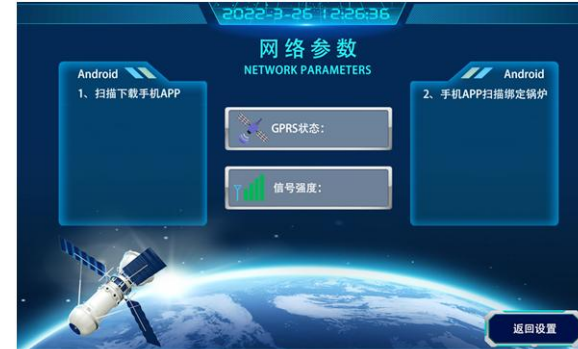 2022-3-26 12:26:36
网络参数
NETWORK PARAMETERS
Android
1、扫描下载手机APP
GPRS状态:
信号强度:
Android
2、手机APP扫描绑定锅炉
返回设置